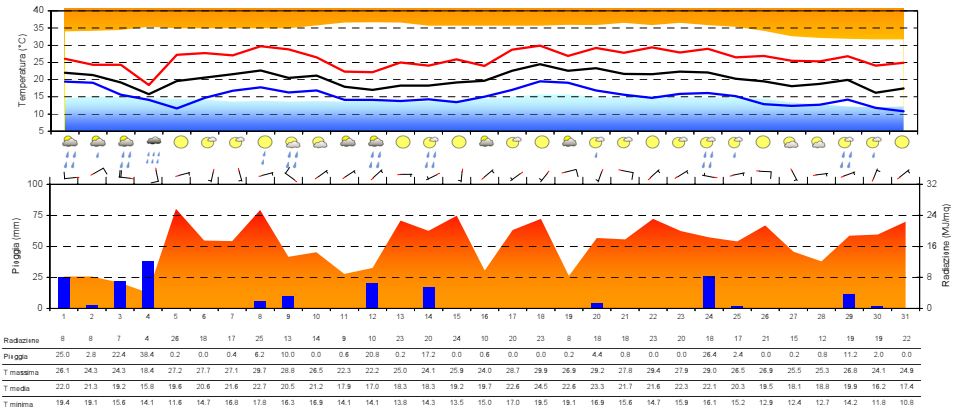 40
35
30
25
20
15
10
5
Temperatura (°C)
100
75
50
25
0
Pioggia (mm)
32
24
16
8
0
Radiazione (MJ/mq)
1 2 3 4 5 6 7 8 9 10 11 12 13 14 15 16 17 18 19 20 21 22 23 24 25 26 27 28 29 30 31
Radiazione 8 8 7 4 26 18 17 25 13 14 9 10 23 20 24 10 20 23 8 18 18 23 20 18 17 21 15 12 19 19 22
Pioggia 25.0 2.8 22.4 38.4 0.2 0.0 0.4 6.2 10.0 0.0 0.6 20.8 0.2 17.2 0.0 0.6 0.0 0.0 0.2 4.4 0.8 0.0 0.0 26.4 2.4 0.0 0.2 0.8 11.2 2.0 0.0
T massima 26.1 24.3 24.3 18.4 27.2 27.7 27.1 29.7 28.8 26.5 22.3 22.2 25.0 24.1 25.9 24.0 28.7 29.9 26.9 29.2 27.8 29.4 27.9 29.0 26.5 26.9 25.5 25.3 26.8 24.1 24.9
T media 22.0 21.3 19.2 15.8 19.6 20.6 21.6 22.7 20.5 21.2 17.9 17.0 18.3 18.3 19.2 19.7 22.6 24.5 22.6 23.3 21.7 21.6 22.3 22.1 20.3 19.5 18.1 18.8 19.9 16.2 17.4
T minima 19.4 19.1 15.6 14.1 11.6 14.7 16.8 17.8 16.3 16.9 14.1 14.1 13.8 14.3 13.5 15.0 17.0 19.5 19.1 16.9 15.6 14.7 15.9 16.1 15.2 12.9 12.4 12.7 14.2 11.8 10.8